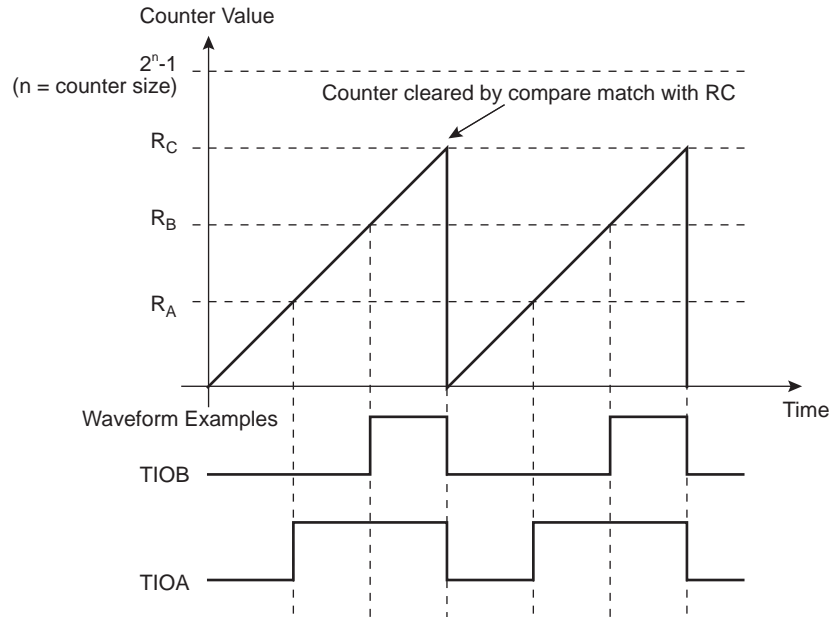 Counter Value
2ⁿ-1
(n = counter size)
Counter cleared by compare match with RC
R_C
R_B
R_A
Time
Waveform Examples
TIOB
TIOA